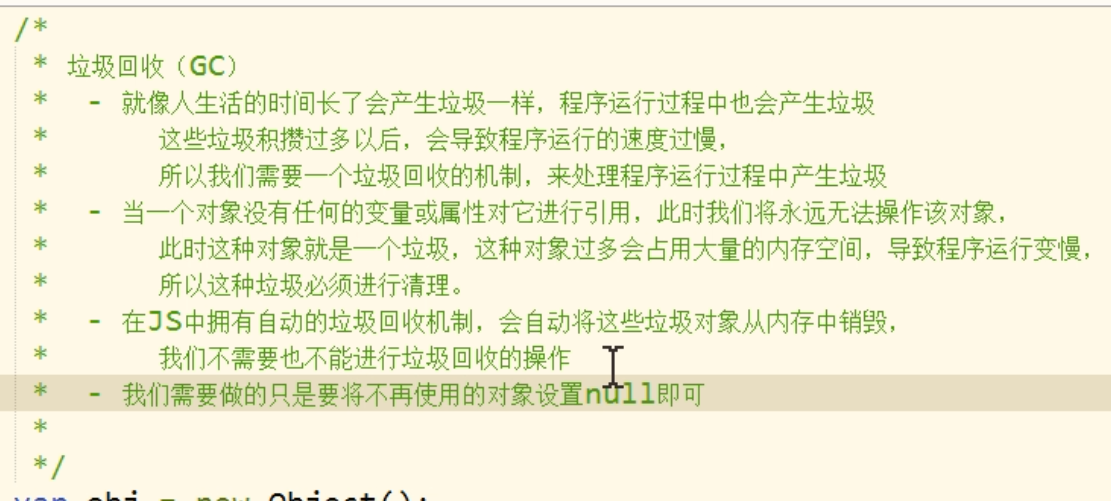 /*
* 垃圾回收（GC）
* - 就像人生活的时间长了会产生垃圾一样，程序运行过程中也会产生垃圾
* 这些垃圾积攒过多以后，会导致程序运行的速度过慢，
* 所以我们需要一个垃圾回收的机制，来处理程序运行过程中产生垃圾
* - 当一个对象没有任何的变量或属性对它进行引用，此时我们将永远无法操作该对象，
* 此时这种对象就是一个垃圾，这种对象过多会占用大量的内存空间，导致程序运行变慢，
* 所以这种垃圾必须进行清理。
* - 在JS中拥有自动的垃圾回收机制，会自动将这些垃圾对象从内存中销毁，
* 我们不需要也不能进行垃圾回收的操作
* - 我们需要做的只是要将不再使用的对象设置null即可
*
*/
var obj = new Object();